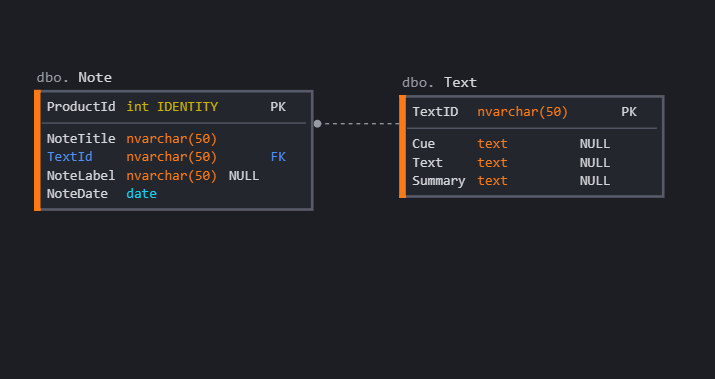 dbo. Note
ProductId int IDENTITY PK
NoteTitle nvarchar(50)
TextId nvarchar(50) FK
NoteLabel nvarchar(50) NULL
NoteDate date
dbo. Text
TextID nvarchar(50) PK
Cue text NULL
Text text NULL
Summary text NULL